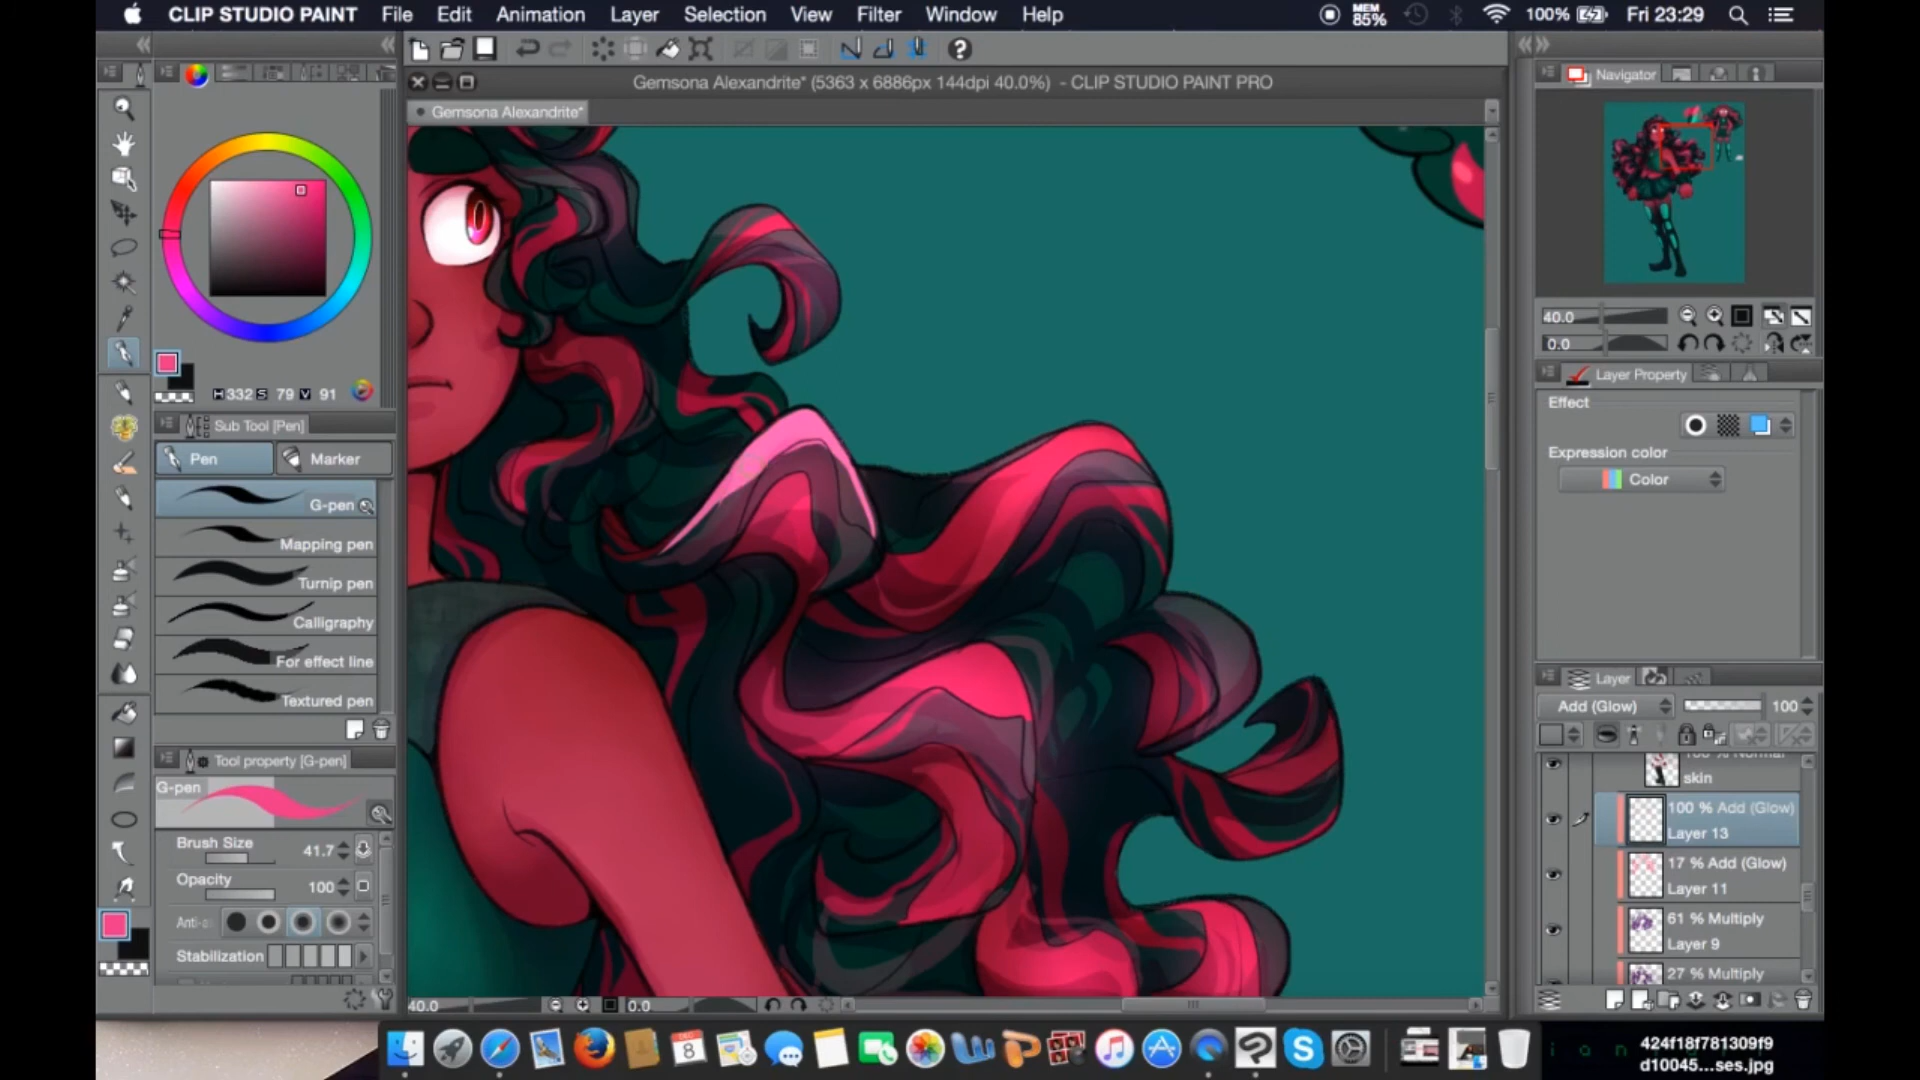 CLIP STUDIO PAINT File Edit Animation Layer Selection View Filter Window Help MEM 85% 100% Fri 23:29
Gemsona Alexandrite* (5363 x 6886px 144dpi 40.0%) - CLIP STUDIO PAINT PRO
Gemsona Alexandrite*
H 332 S 79 V 91
Sub Tool [Pen]
Pen Marker
G-pen
Mapping pen
Turnip pen
Calligraphy
For effect line
Textured pen
Tool property [G-pen]
G-pen
Brush Size 41.7
Opacity 100
Anti-a
Stabilization
40.0 0.0
Navigator
40.0
0.0
Layer Property
Effect
Expression color
Color
Layer
Add (Glow) 100
skin
100 % Add (Glow)
Layer 13
17 % Add (Glow)
Layer 11
61 % Multiply
Layer 9
27 % Multiply
DEC
8
424f18f781309f9
d10045...ses.jpg